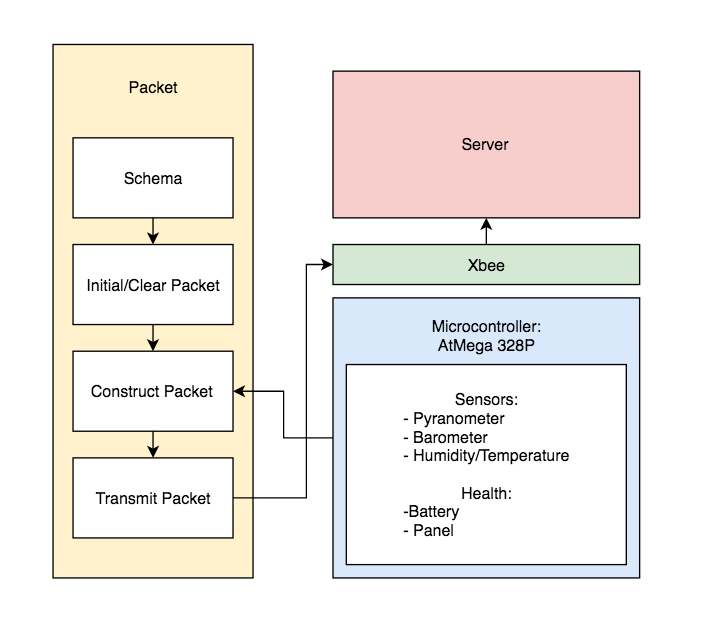 Packet
Schema
Initial/Clear Packet
Construct Packet
Transmit Packet
Server
Xbee
Microcontroller:
AtMega 328P
Sensors:
- Pyranometer
- Barometer
- Humidity/Temperature
Health:
-Battery
- Panel